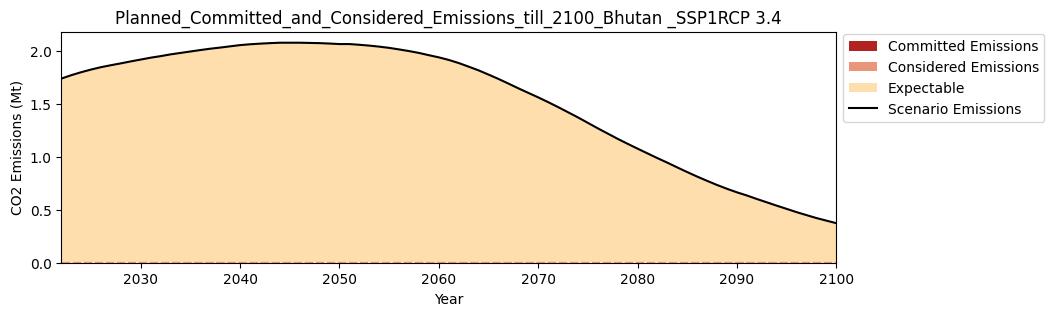 Planned_Committed_and_Considered_Emissions_till_2100_Bhutan _SSP1RCP 3.4
CO2 Emissions (Mt)
2.0
1.5
1.0
0.5
0.0
2030 2040 2050 2060 2070 2080 2090 2100
Year
Committed Emissions
Considered Emissions
Expectable
Scenario Emissions